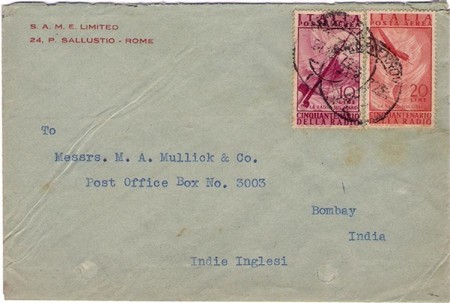 S. A. M. E. LIMITED
24, P. SALLUSTIO - ROME
ITALIA
POSTA AEREA
10
LIRE
CINQUANTENARIO
DELLA RADIO
ITALIA
POSTA AEREA
20
LIRE
CINQUANTENARIO
DELLA RADIO
To
Messrs. M. A. Mullick & Co.
Post Office Box No. 3003
Bombay
India
Indie Inglesi